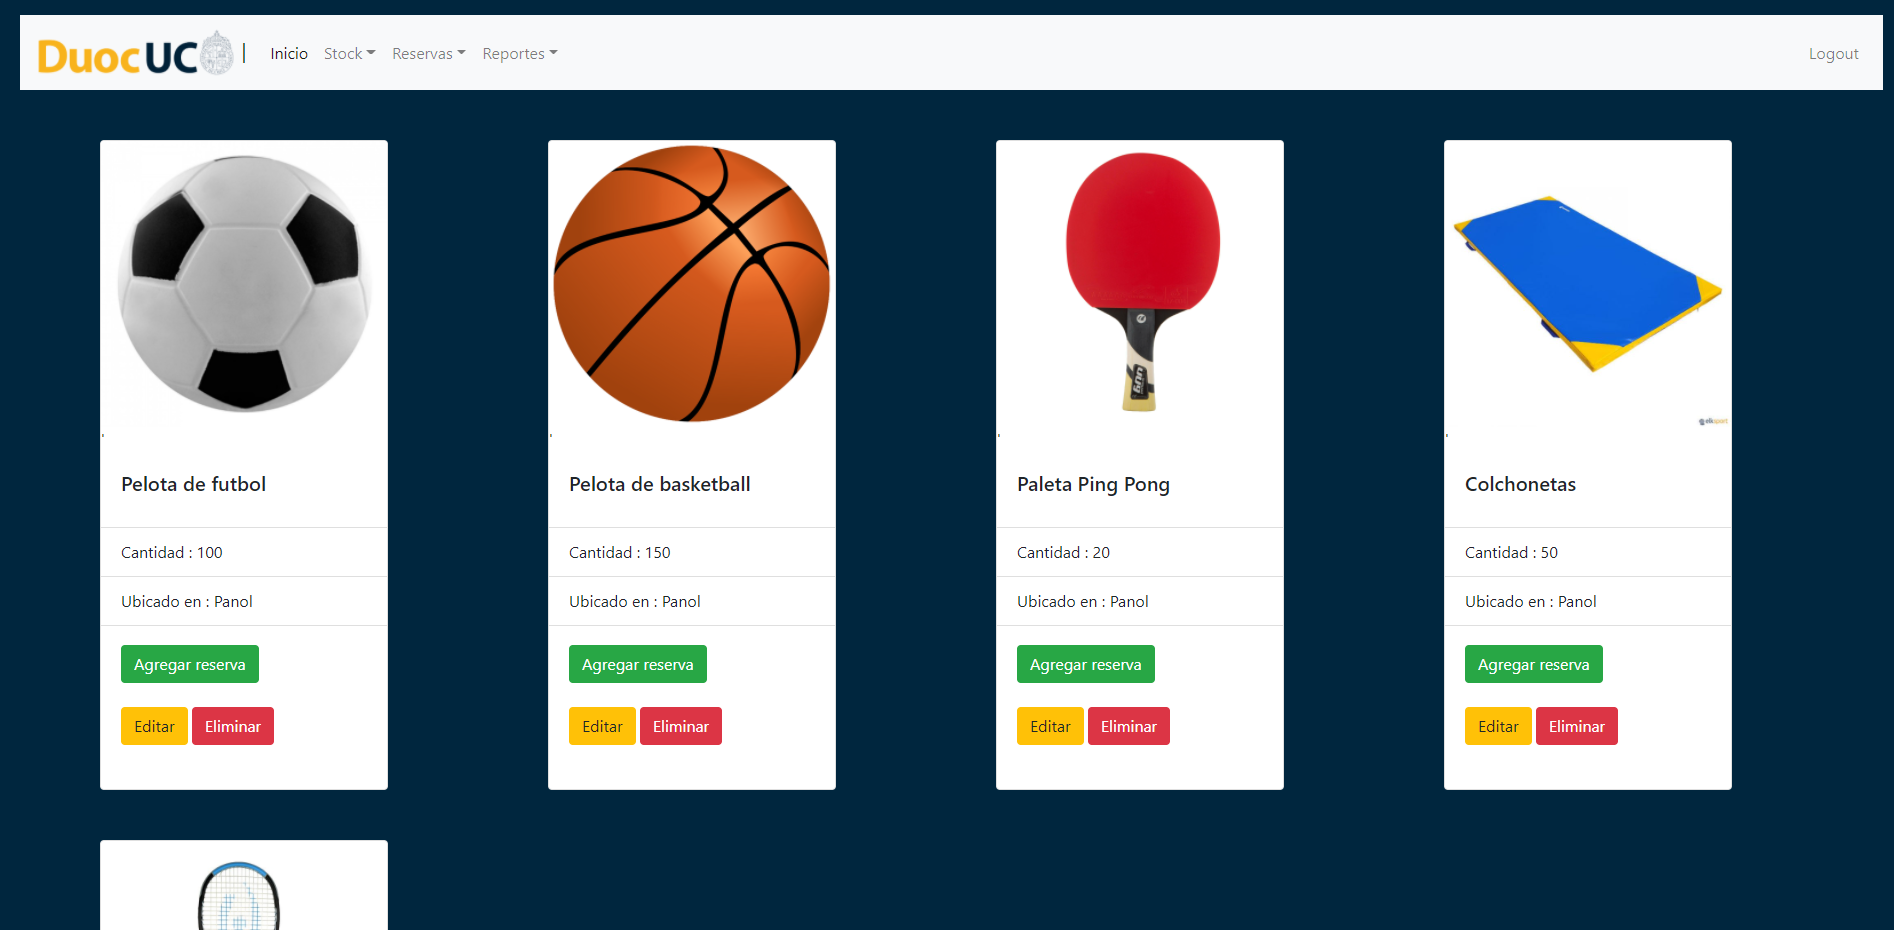 DuocUC | Inicio Stock Reservas Reportes Logout
Pelota de futbol
Cantidad : 100
Ubicado en : Panol
Agregar reserva
Editar Eliminar
Pelota de basketball
Cantidad : 150
Ubicado en : Panol
Agregar reserva
Editar Eliminar
Paleta Ping Pong
Cantidad : 20
Ubicado en : Panol
Agregar reserva
Editar Eliminar
Colchonetas
Cantidad : 50
Ubicado en : Panol
Agregar reserva
Editar Eliminar